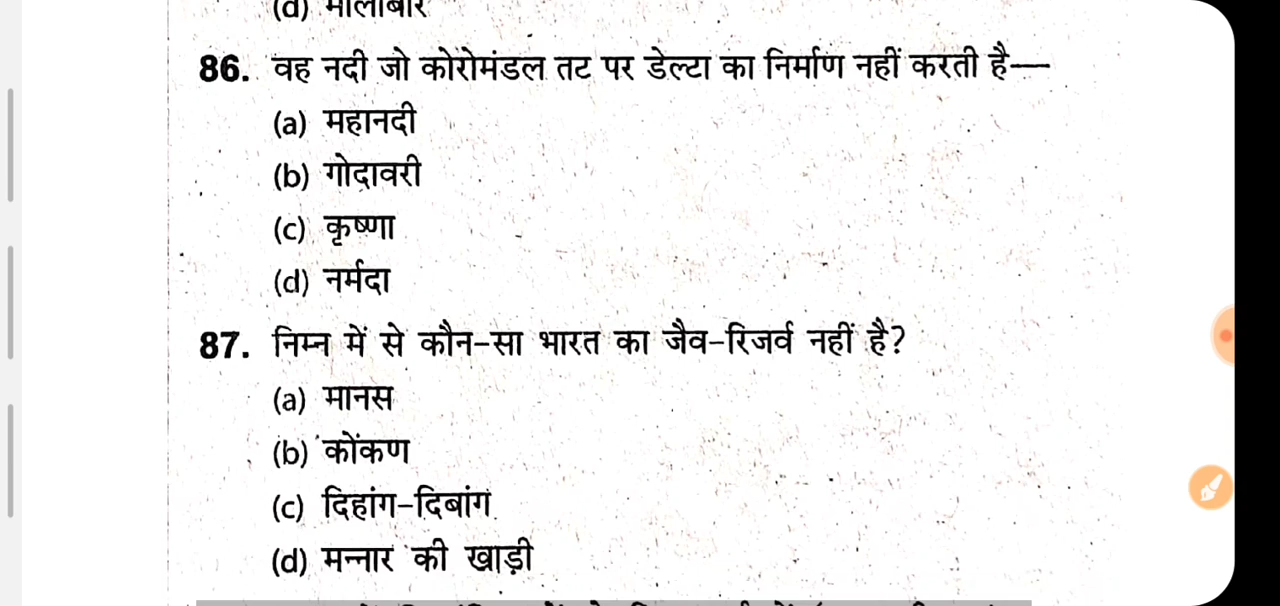 (d) मालाबार
86. वह नदी जो कोरोमंडल तट पर डेल्टा का निर्माण नहीं करती है—
(a) महानदी
(b) गोदावरी
(c) कृष्णा
(d) नर्मदा
87. निम्न में से कौन-सा भारत का जैव-रिजर्व नहीं है?
(a) मानस
(b) कोंकण
(c) दिहांग-दिबांग
(d) मन्नार की खाड़ी